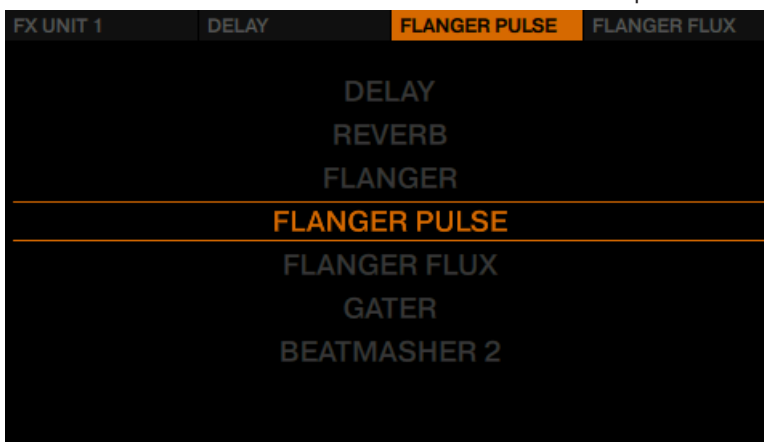 FX UNIT 1 DELAY FLANGER PULSE FLANGER FLUX
DELAY
REVERB
FLANGER
FLANGER PULSE
FLANGER FLUX
GATER
BEATMASHER 2